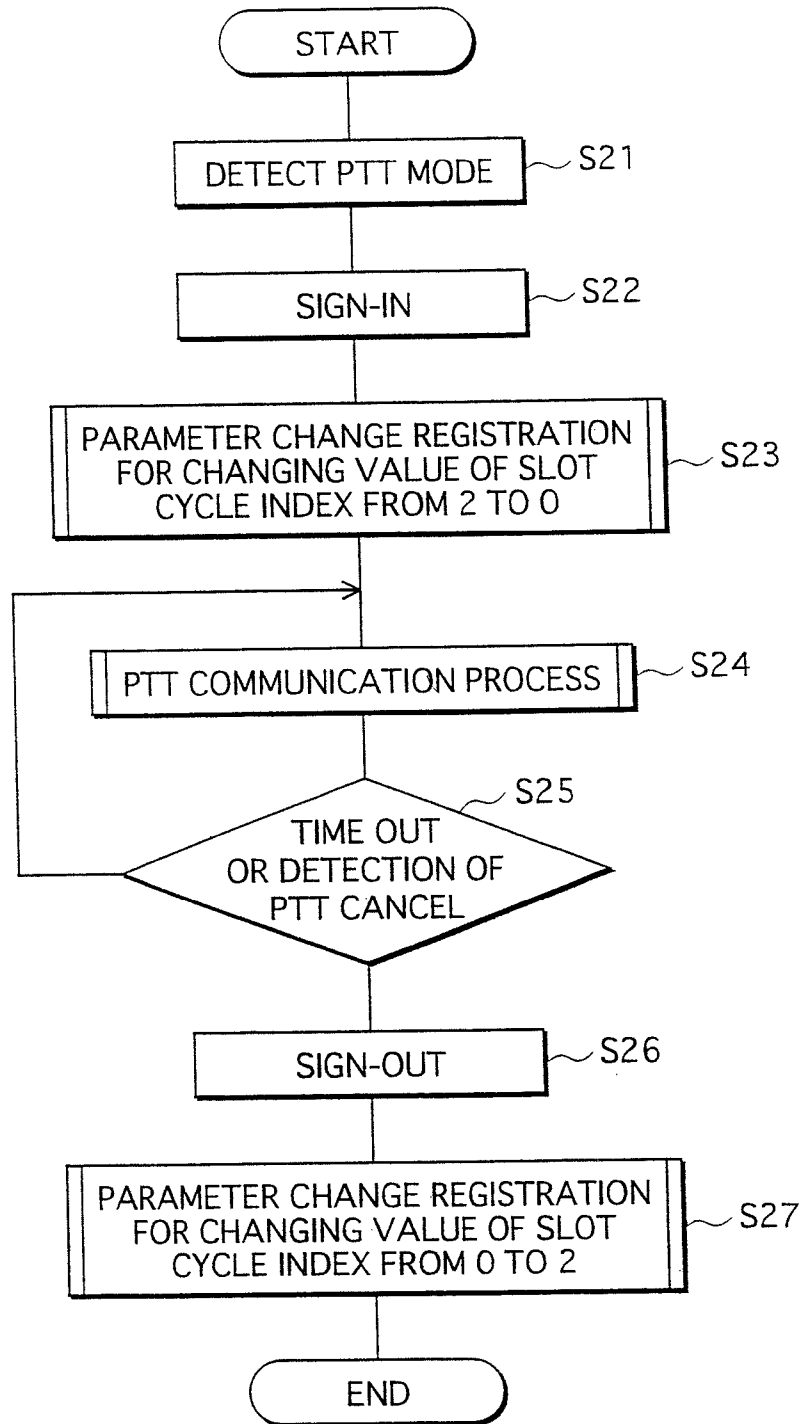 START
DETECT PTT MODE
S21
SIGN-IN
S22
PARAMETER CHANGE REGISTRATION
FOR CHANGING VALUE OF SLOT
CYCLE INDEX FROM 2 TO 0
S23
PTT COMMUNICATION PROCESS
S24
S25
TIME OUT
OR DETECTION OF
PTT CANCEL
SIGN-OUT
S26
PARAMETER CHANGE REGISTRATION
FOR CHANGING VALUE OF SLOT
CYCLE INDEX FROM 0 TO 2
S27
END